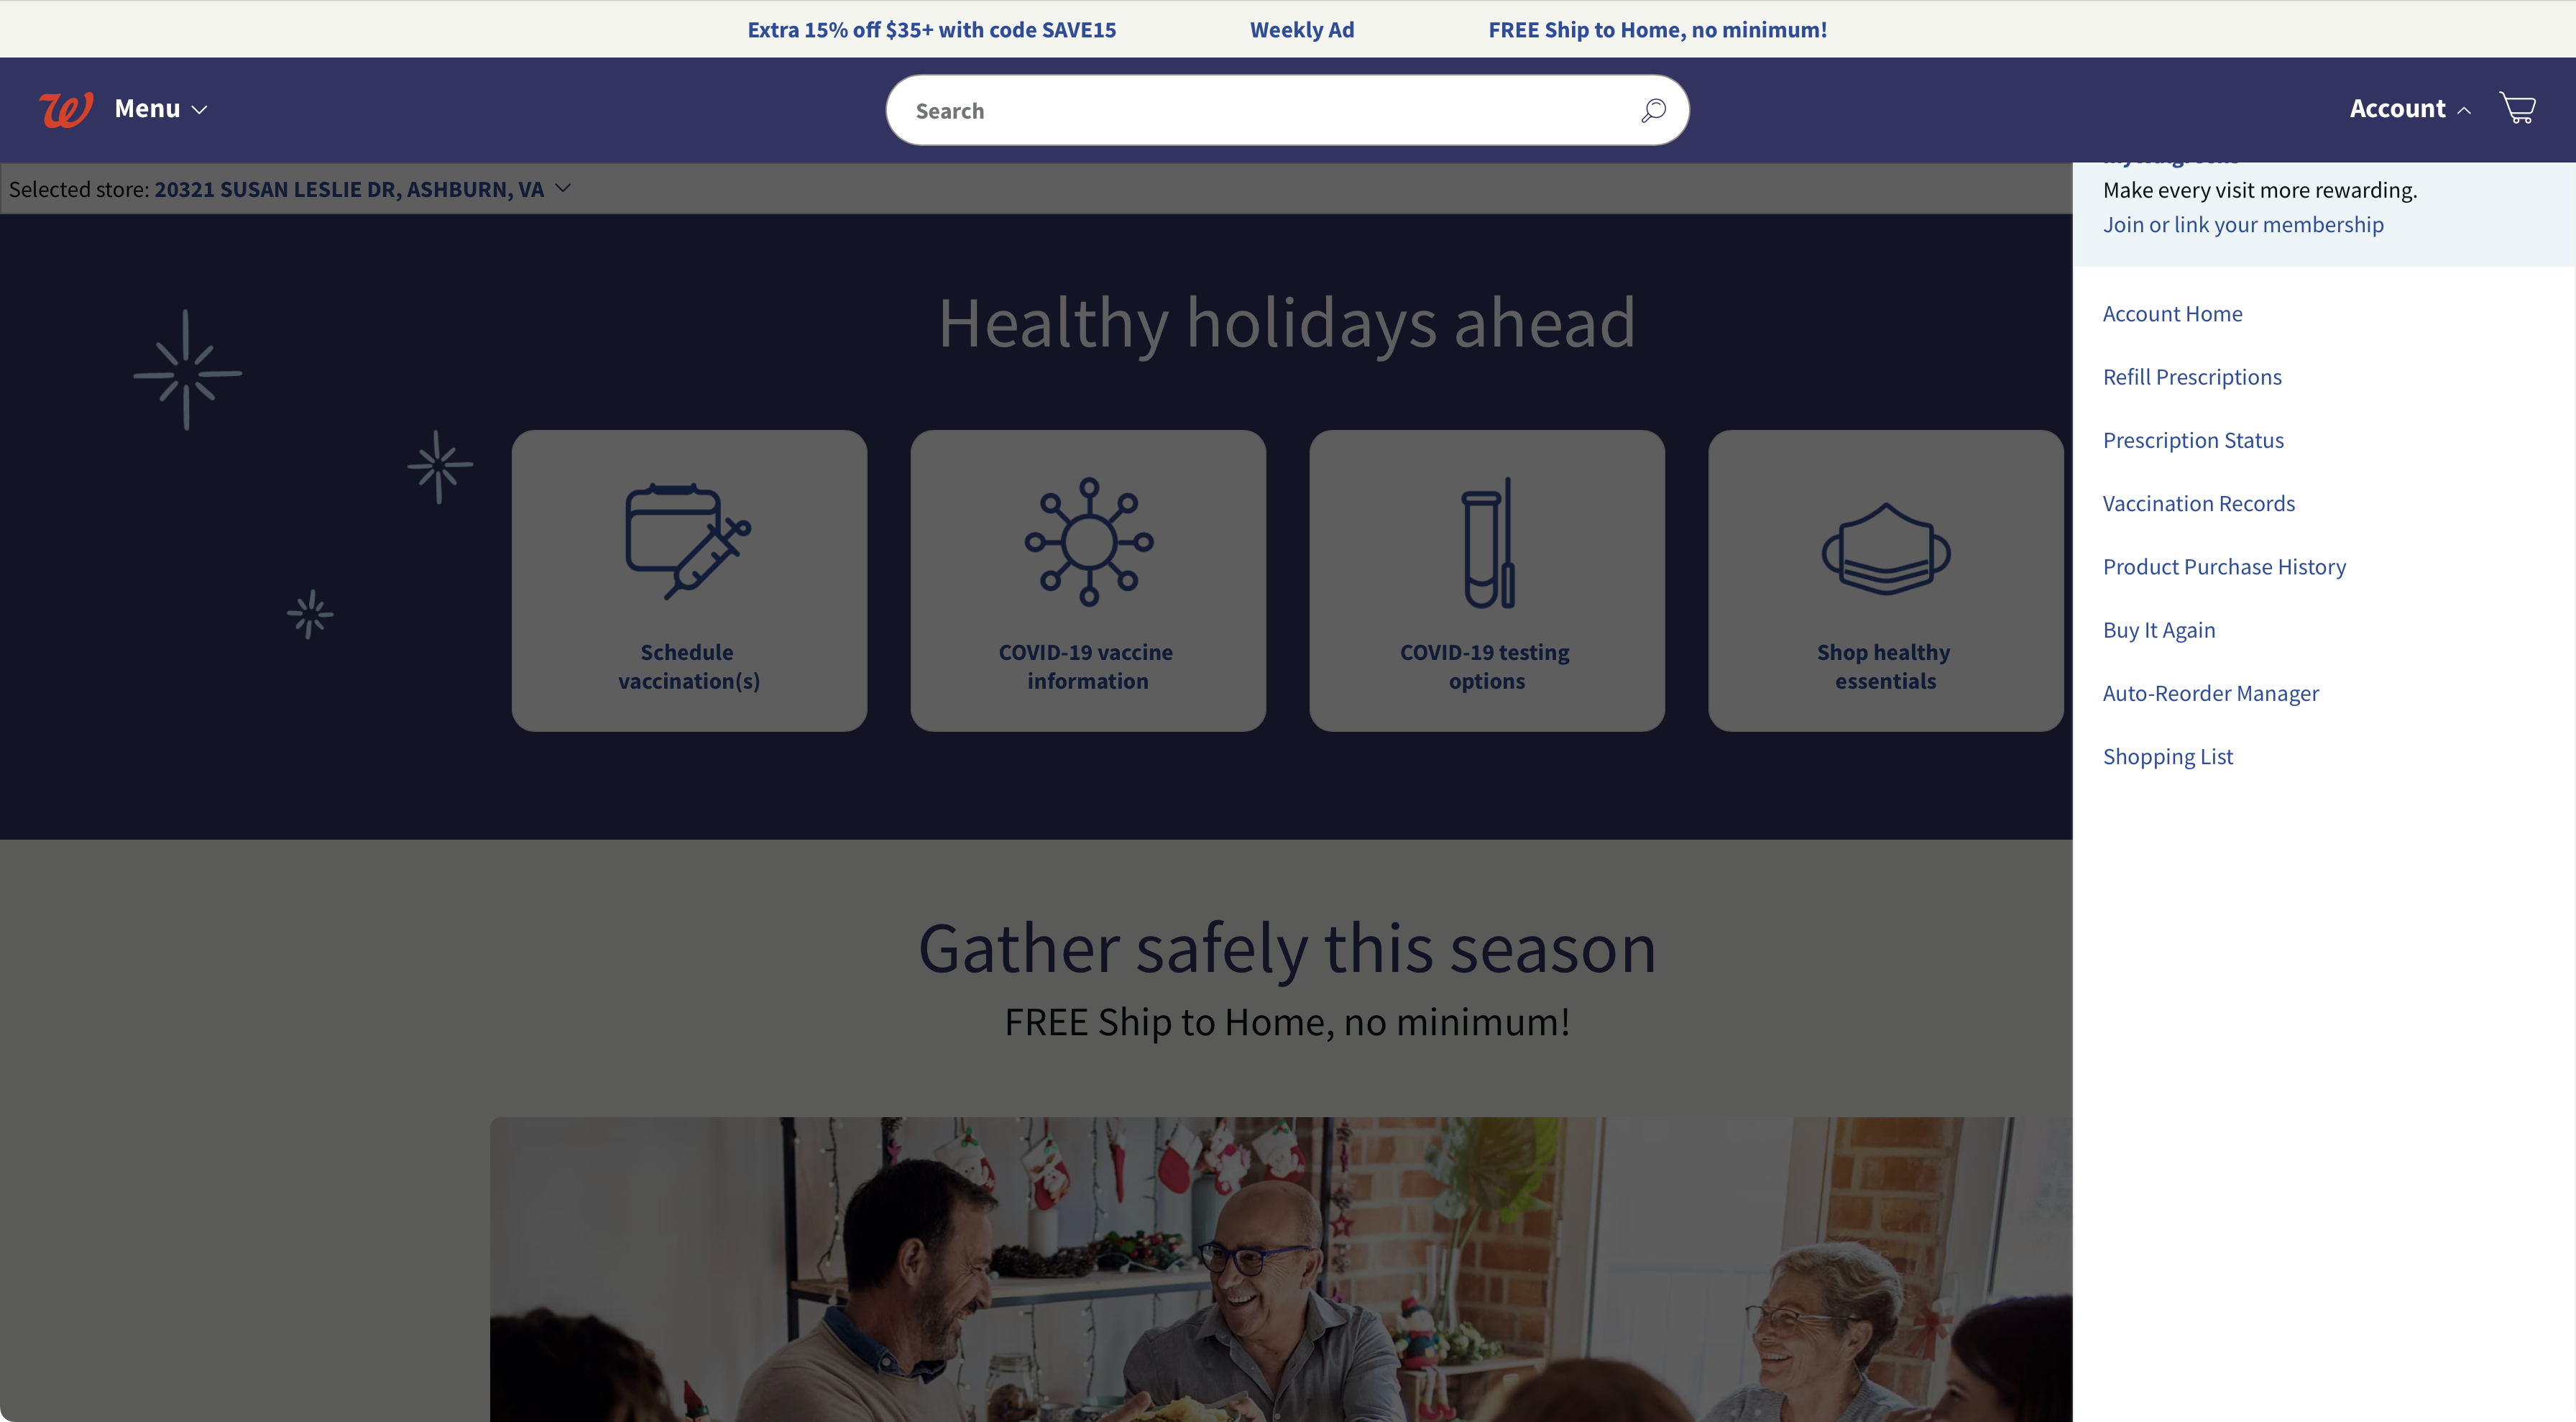 Extra 15% off $35+ with code SAVE15
Weekly Ad
FREE Ship to Home, no minimum!
Menu
Search
Account
Selected store: 20321 SUSAN LESLIE DR, ASHBURN, VA
Make every visit more rewarding.
Join or link your membership
Account Home
Refill Prescriptions
Prescription Status
Vaccination Records
Product Purchase History
Buy It Again
Auto-Reorder Manager
Shopping List
Healthy holidays ahead
Schedule
vaccination(s)
COVID-19 vaccine
information
COVID-19 testing
options
Shop healthy
essentials
Gather safely this season
FREE Ship to Home, no minimum!